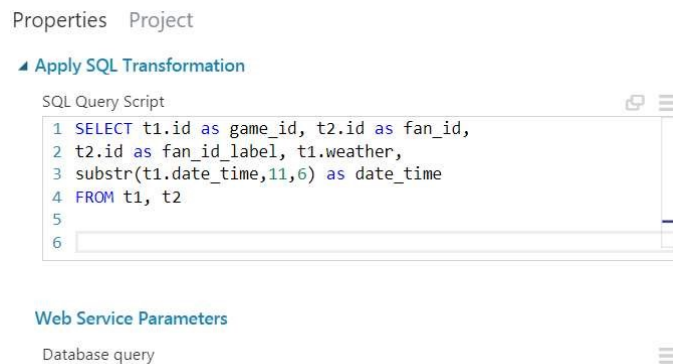 Properties Project
Apply SQL Transformation
SQL Query Script
1 SELECT t1.id as game_id, t2.id as fan_id,
2 t2.id as fan_id_label, t1.weather,
3 substr(t1.date_time,11,6) as date_time
4 FROM t1, t2
5
6
Web Service Parameters
Database query